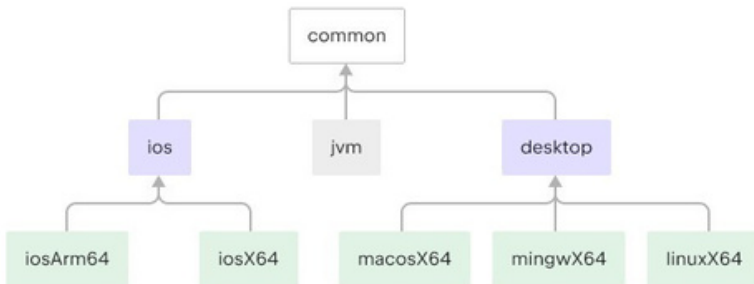 common
ios
jvm
desktop
iosArm64
iosX64
macosX64
mingwX64
linuxX64